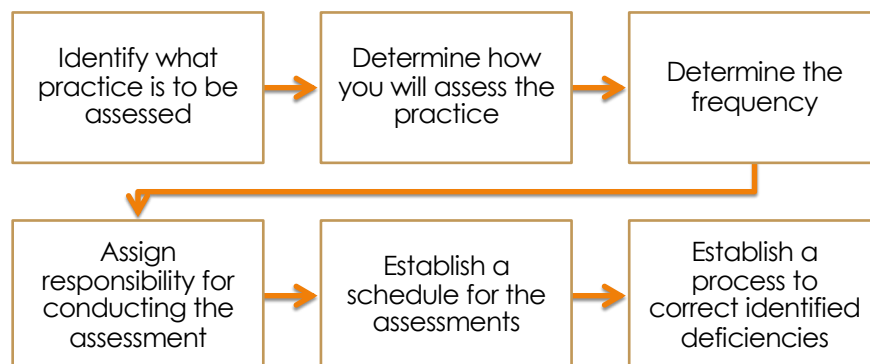 Identify what
practice is to be
assessed
Determine how
you will assess the
practice
Determine the
frequency
Assign
responsibility for
conducting the
assessment
Establish a
schedule for the
assessments
Establish a
process to
correct identified
deficiencies